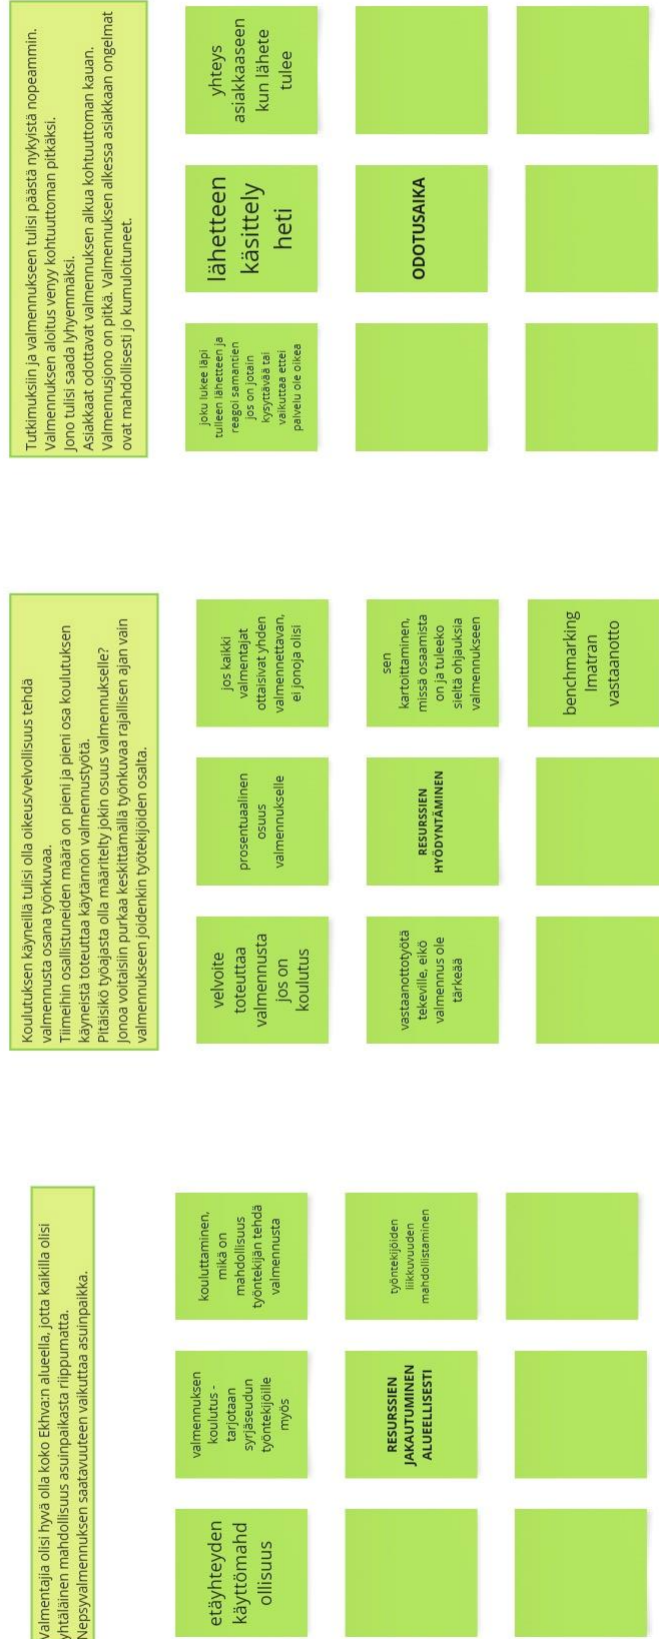 Valmentajia olisi hyvä olla koko Ekhva:n alueella, jotta kaikilla olisi
yhtäläinen mahdollisuus asuinpaikasta riippumatta.
Nepsyvalmennuksen saatavuuteen vaikuttaa asuinpaikka.
etäyhteyden
käyttömahd
ollisuus
valmennuksen
koulutus -
tarjotaan
syrjäseudun
työntekijöille
myös
kouluttaminen,
mikä on
mahdollisuus
työntekijän tehdä
valmennusta
RESURSSIEN
JAKAUTUMINEN
ALUEELLISESTI
työntekijöiden
liikkuvuuden
mahdollistaminen
Koulutuksen käyneillä tulisi olla oikeus/velvollisuus tehdä
valmennusta osana työnkuvaa.
Tiimeihin osallistuneiden määrä on pieni ja pieni osa koulutuksen
käyneistä toteuttaa käytännön valmennustyötä.
Pitäisikö työajasta olla määritelty jokin osuus valmennukselle?
Jonoa voitaisiin purkaa keskittämällä työnkuvaa rajallisen ajan vain
valmennukseen joidenkin työtekijöiden osalta.
velvoite
toteuttaa
valmennusta
jos on
koulutus
prosentuaalinen
osuus
valmennukselle
jos kaikki
valmentajat
ottaisivat yhden
valmennettavan,
ei jonoja olisi
vastaanottotyötä
tekeville, eikö
valmennus ole
tärkeää
RESURSSIEN
HYÖDYNTÄMINEN
sen
kartoittaminen,
missä osaamista
on ja tuleeko
sieltä ohjauksia
valmennukseen
benchmarking
Imatran
vastaanotto
Tutkimuksiin ja valmennukseen tulisi päästä nykyistä nopeammin.
Valmennuksen aloitus venyy kohtuuttoman pitkäksi.
Jono tulisi saada lyhyemmäksi.
Asiakkaat odottavat valmennuksen alkua kohtuuttoman kauan.
Valmennusjono on pitkä. Valmennuksen alkessa asiakkaan ongelmat
ovat mahdollisesti jo kumuloituneet.
joku lukee läpi
tulleen lähetteen ja
reagoi samantien
jos on jotain
kysyttävää tai
vaikuttaa ettei
palvelu ole oikea
lähetteen
käsittely
heti
yhteys
asiakkaaseen
kun lähete
tulee
ODOTUSAIKA